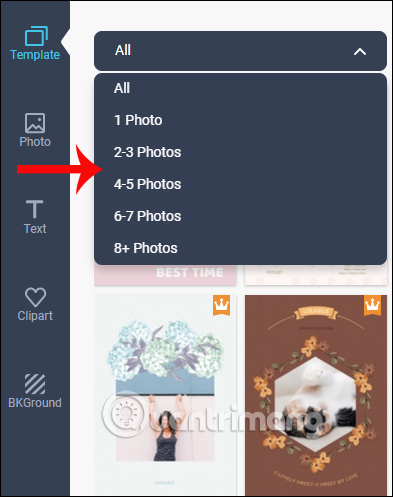 Template
Photo
Text
Clipart
BKGround
All
All
1 Photo
2-3 Photos
4-5 Photos
6-7 Photos
8+ Photos
BEST TIME
uantrimang